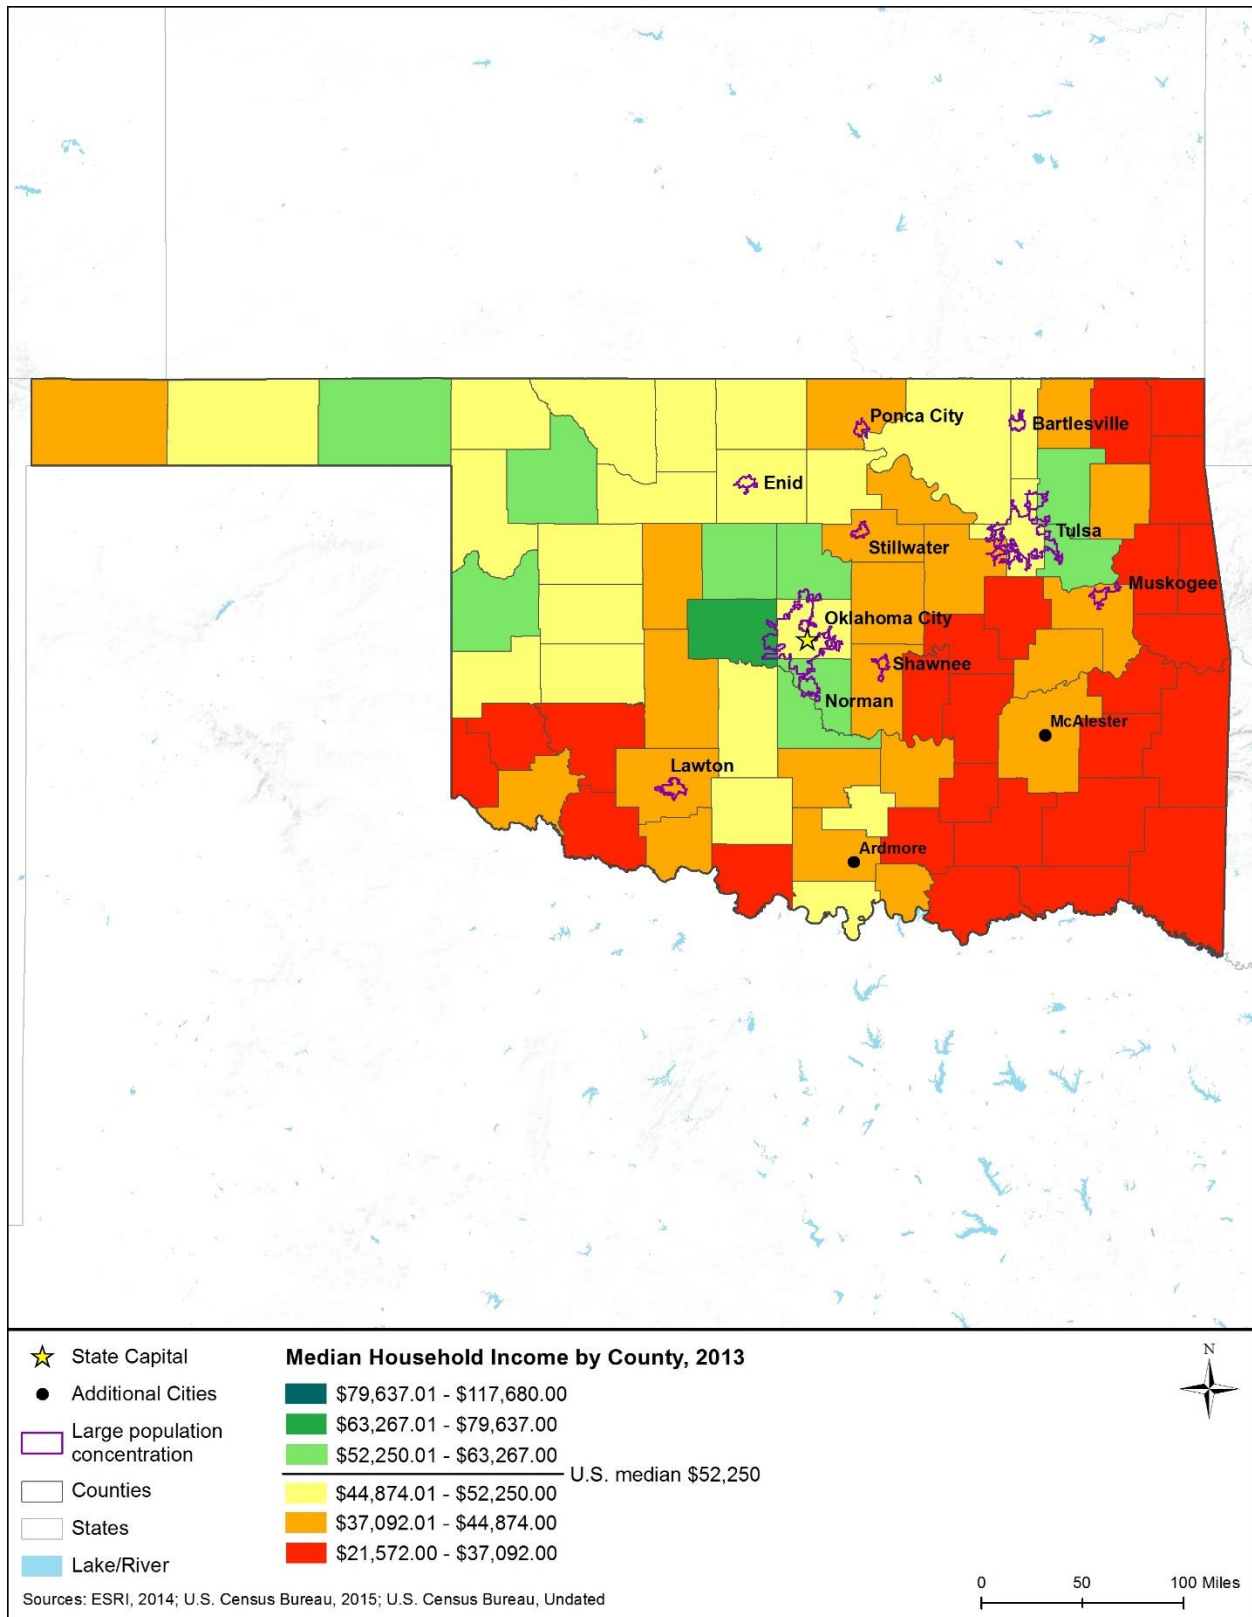 Ponca City
Bartlesville
Enid
Tulsa
Stillwater
Muskogee
Oklahoma City
Shawnee
Norman
McAlester
Lawton
Ardmore
State Capital
Additional Cities
Large population
concentration
Counties
States
Lake/River
Median Household Income by County, 2013
$79,637.01 - $117,680.00
$63,267.01 - $79,637.00
$52,250.01 - $63,267.00
U.S. median $52,250
$44,874.01 - $52,250.00
$37,092.01 - $44,874.00
$21,572.00 - $37,092.00
N
0 50 100 Miles
Sources: ESRI, 2014; U.S. Census Bureau, 2015; U.S. Census Bureau, Undated